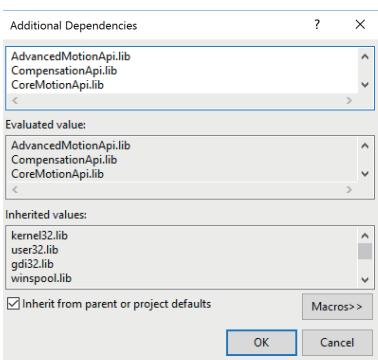 Additional Dependencies
AdvancedMotionApi.lib
CompensationApi.lib
CoreMotionApi.lib
Evaluated value:
AdvancedMotionApi.lib
CompensationApi.lib
CoreMotionApi.lib
Inherited values:
kernel32.lib
user32.lib
gdi32.lib
winspool.lib
Inherit from parent or project defaults
Macros>>
OK
Cancel